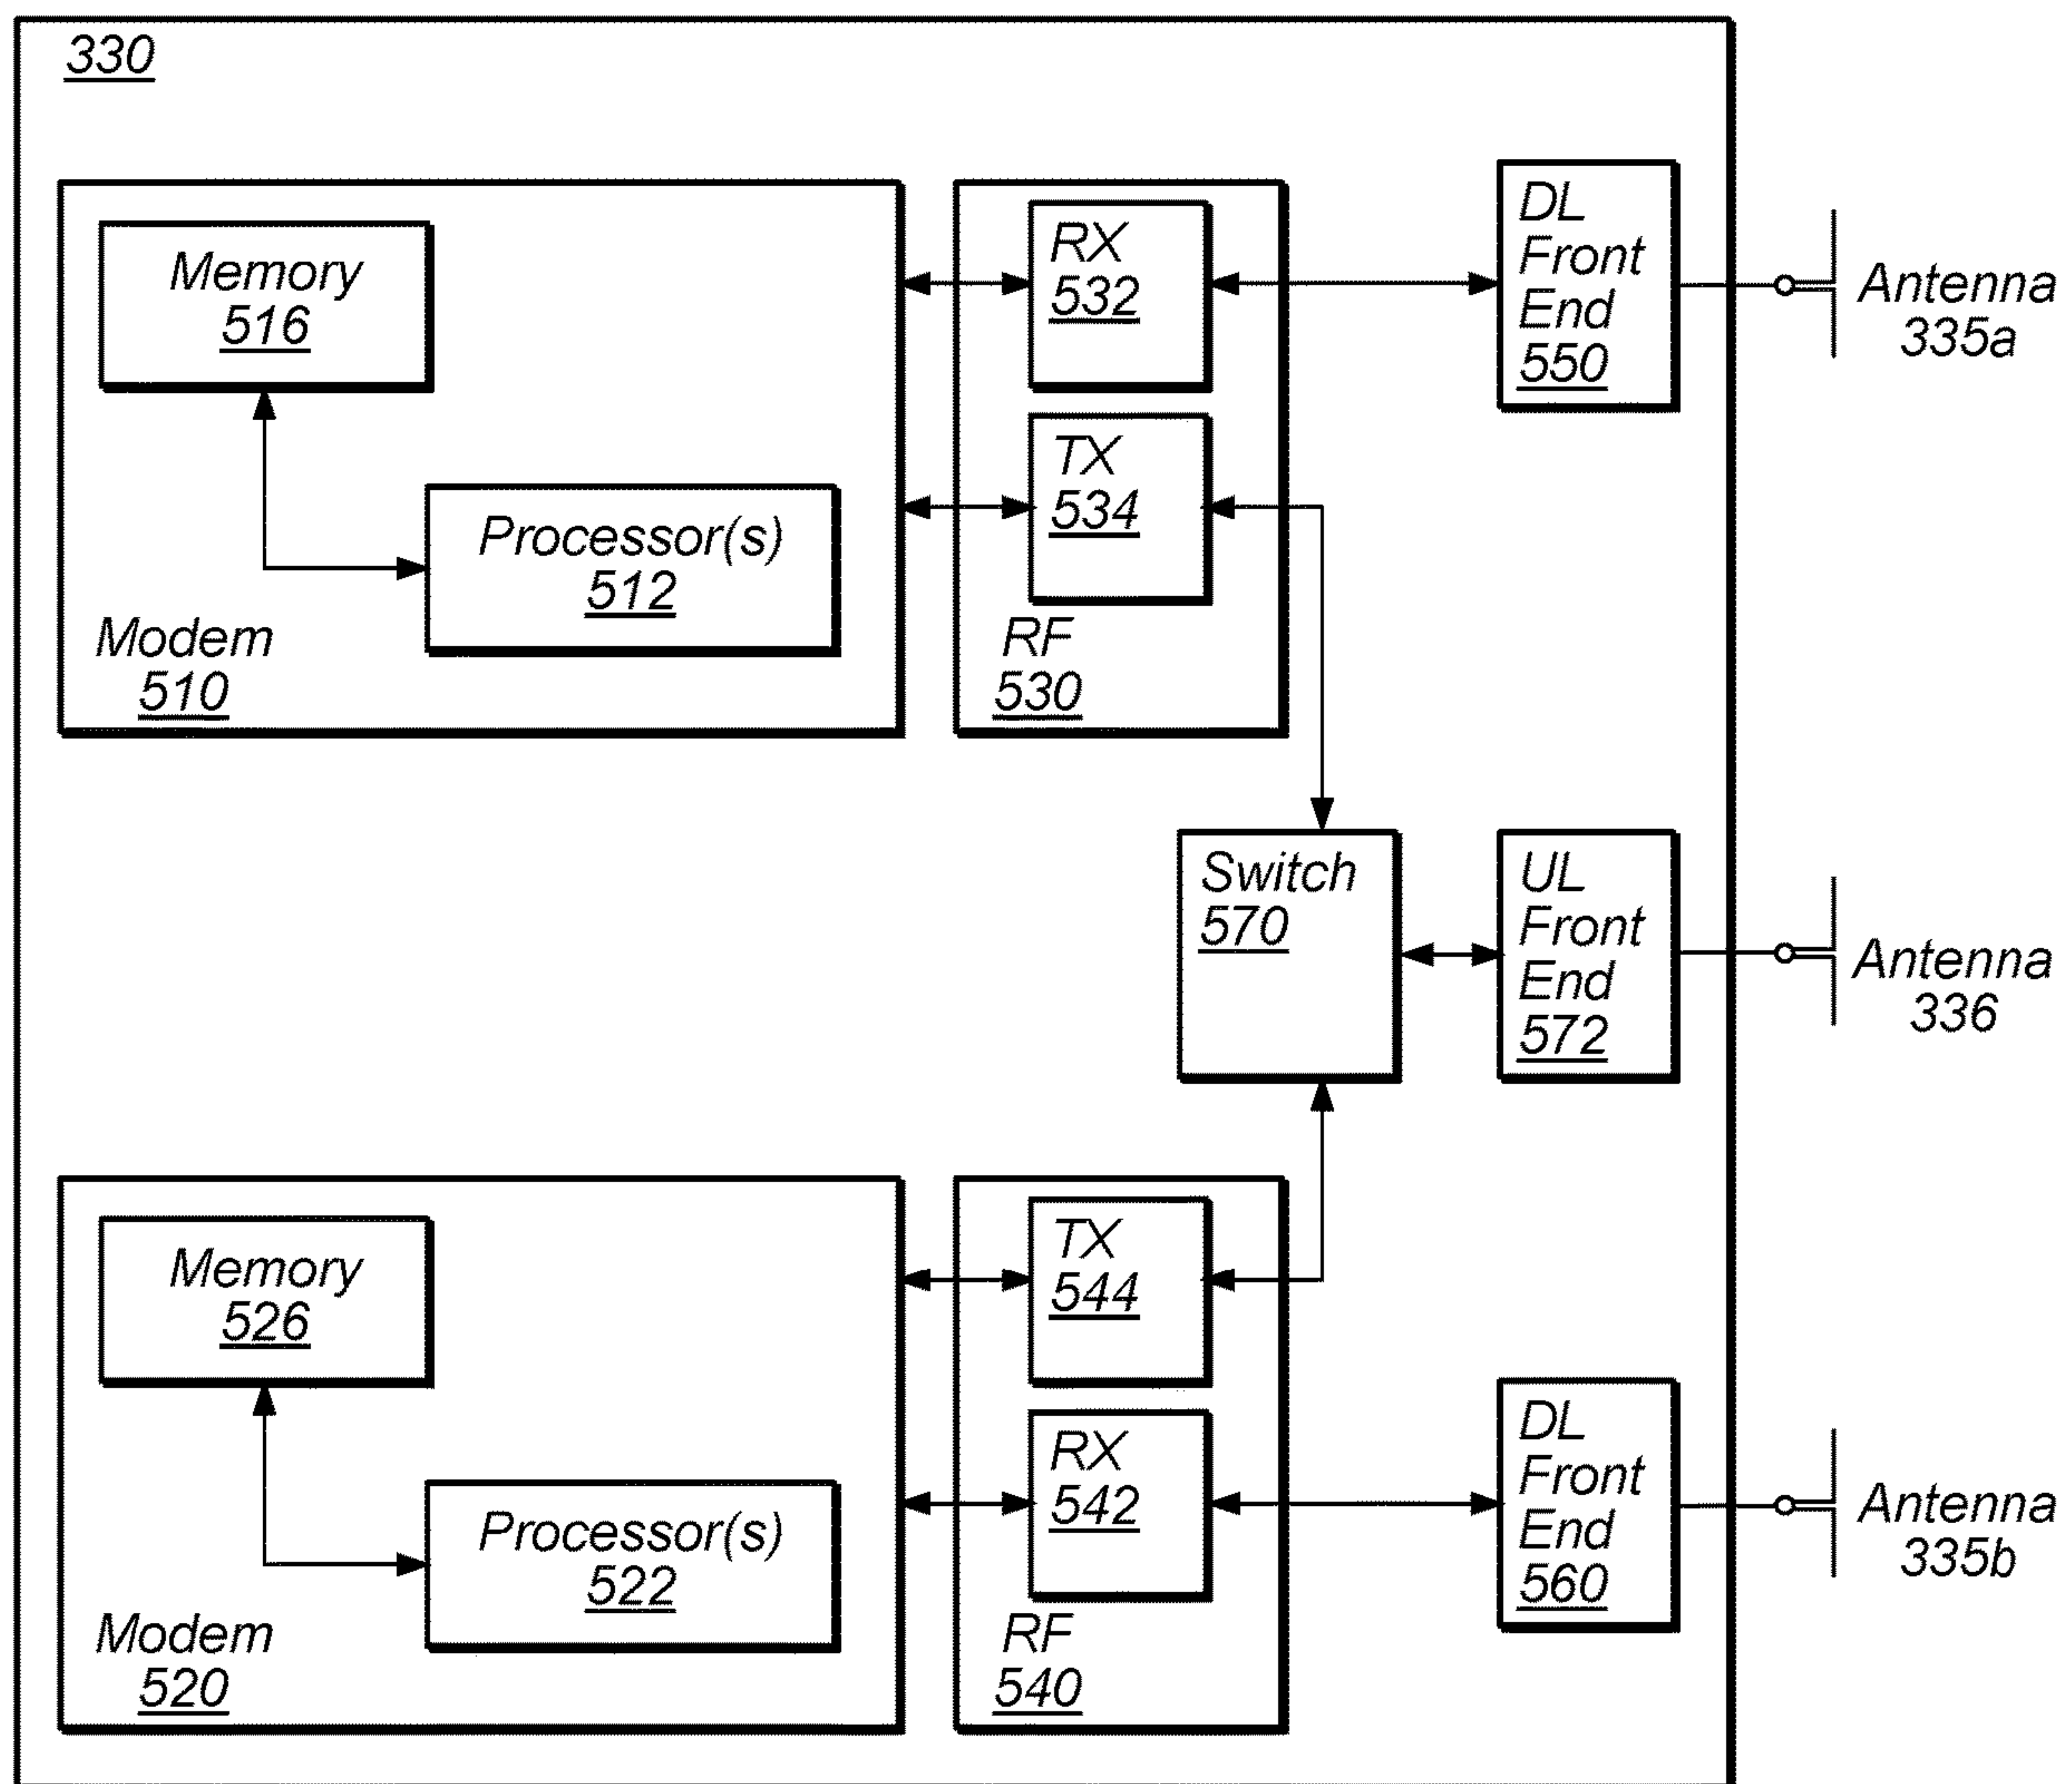 330
Memory
516
Processor(s)
512
Modem
510
RX
532
TX
534
RF
530
DL
Front
End
550
Antenna
335a
Switch
570
UL
Front
End
572
Antenna
336
Memory
526
Processor(s)
522
Modem
520
TX
544
RX
542
RF
540
DL
Front
End
560
Antenna
335b